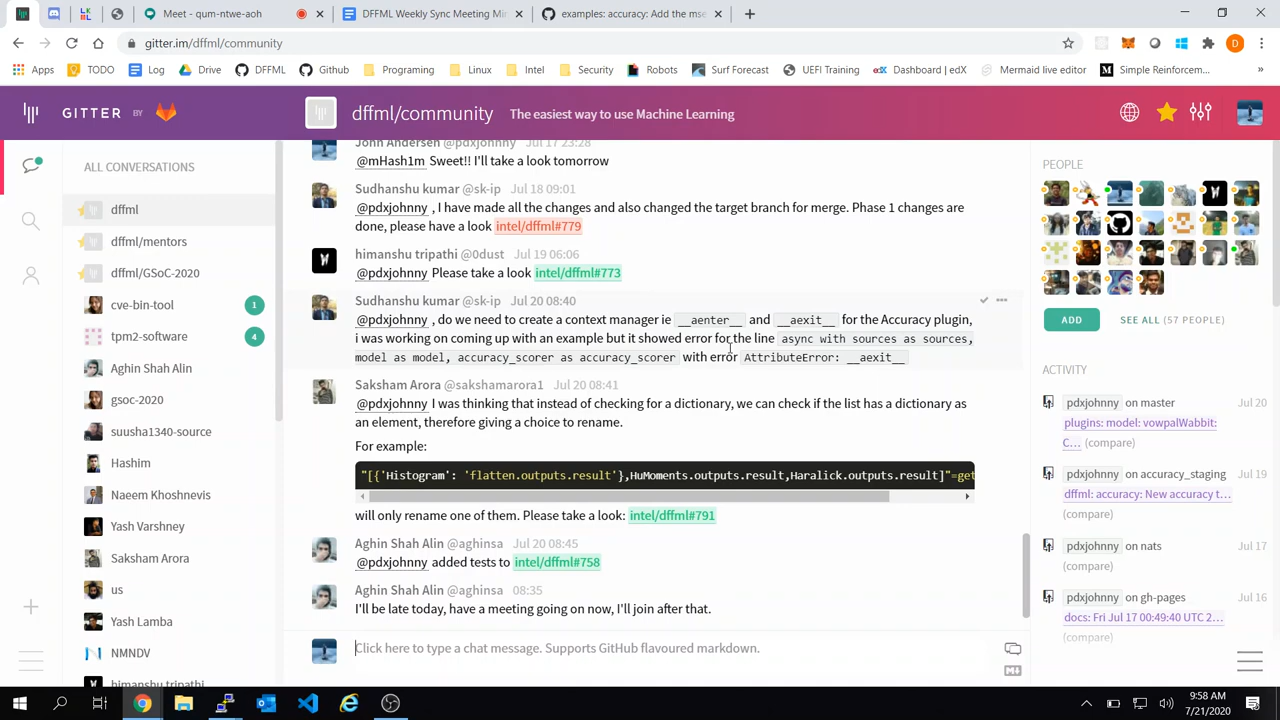 Meet - qum-ntwe-aoh
DFFML Weekly Sync Meeting Mi
examples: accuracy: Add the mse
gitter.im/dffml/community
Apps
TODO
Log
Drive
DFFML
Github
Programing
Linux
Intel
Security
Robots
Surf Forecast
UEFI Training
Dashboard | edX
Mermaid live editor
Simple Reinforcem...
GITTER BY
dffml/community
The easiest way to use Machine Learning
ALL CONVERSATIONS
dffml
dffml/mentors
dffml/GSoC-2020
cve-bin-tool 1
tpm2-software 4
Aghin Shah Alin
gsoc-2020
suusha1340-source
Hashim
Naeem Khoshnevis
Yash Varshney
Saksham Arora
us
Yash Lamba
NMNDV
himanshu tripathi
John Andersen @pdxjohnny Jul 17 23:28
@mHash1m Sweet!! I'll take a look tomorrow
Sudhanshu kumar @sk-ip Jul 18 09:01
@pdxjohnny , I have made all the changes and also changed the target branch for merge. Phase 1 changes are
done, please have a look intel/dffml#779
himanshu tripathi @0dust Jul 19 06:06
@pdxjohnny Please take a look intel/dffml#773
Sudhanshu kumar @sk-ip Jul 20 08:40
@pdxjohnny , do we need to create a context manager ie __aenter__ and __aexit__ for the Accuracy plugin,
i was working on coming up with an example but it showed error for the line async with sources as sources,
model as model, accuracy_scorer as accuracy_scorer with error AttributeError: __aexit__
Saksham Arora @sakshamarora1 Jul 20 08:41
@pdxjohnny I was thinking that instead of checking for a dictionary, we can check if the list has a dictionary as
an element, therefore giving a choice to rename.
For example:
"[{'Histogram': 'flatten.outputs.result'},HuMoments.outputs.result,Haralick.outputs.result]"=get
will only rename one of them. Please take a look: intel/dffml#791
Aghin Shah Alin @aghinsa Jul 20 08:45
@pdxjohnny added tests to intel/dffml#758
Aghin Shah Alin @aghinsa 08:35
I'll be late today, have a meeting going on now, I'll join after that.
Click here to type a chat message. Supports GitHub flavoured markdown.
PEOPLE
ADD
SEE ALL (57 PEOPLE)
ACTIVITY
pdxjohnny on master Jul 20
plugins: model: vowpalWabbit:
C... (compare)
pdxjohnny on accuracy_staging Jul 19
dffml: accuracy: New accuracy t...
(compare)
pdxjohnny on nats Jul 17
(compare)
pdxjohnny on gh-pages Jul 16
docs: Fri Jul 17 00:49:40 UTC 2...
(compare)
9:58 AM
7/21/2020